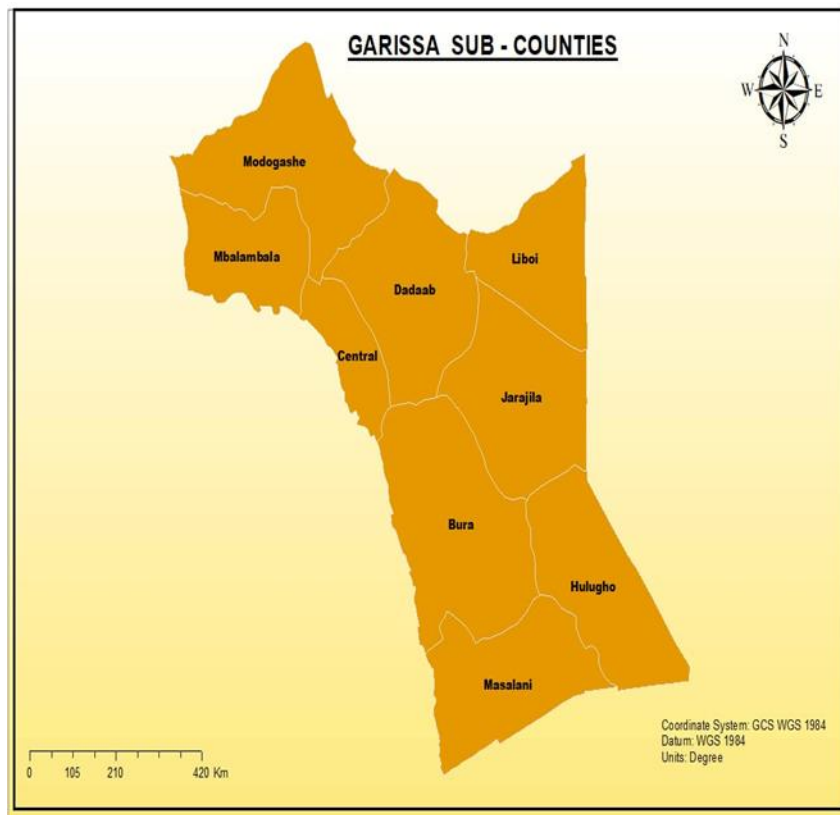 GARISSA SUB - COUNTIES
N
W E
S
Modogashe
Mbalambala
Liboi
Dadaab
Central
Jarajila
Bura
Hulugho
Masalani
Coordinate System: GCS WGS 1984
Datum: WGS 1984
Units: Degree
0 105 210 420 Km